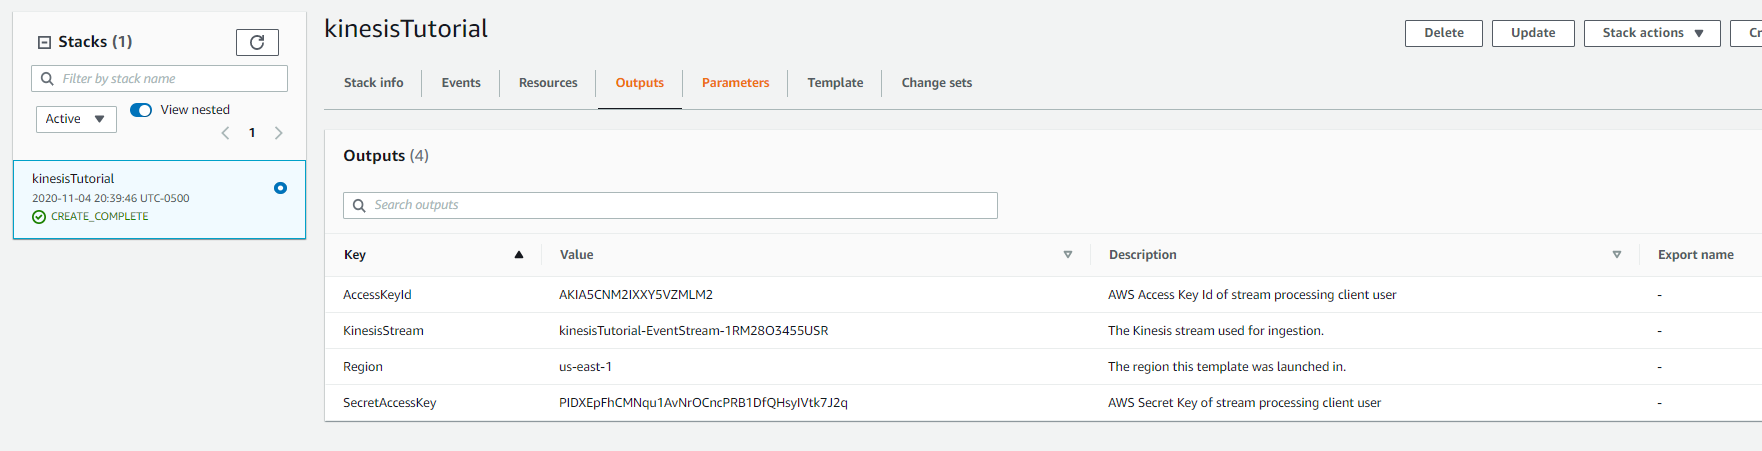 Stacks (1)
Filter by stack name
Active
View nested
1
kinesisTutorial
2020-11-04 20:39:46 UTC-0500
CREATE_COMPLETE
kinesisTutorial
Delete
Update
Stack actions
Cr
Stack info
Events
Resources
Outputs
Parameters
Template
Change sets
Outputs (4)
Search outputs
Key Value Description Export name
AccessKeyId AKIA5CNM2IXXY5VZMLM2 AWS Access Key Id of stream processing client user -
KinesisStream kinesisTutorial-EventStream-1RM28O3455USR The Kinesis stream used for ingestion. -
Region us-east-1 The region this template was launched in. -
SecretAccessKey PIDXEpFhCMNqu1AvNrOCncPRB1DfQHsyIVtk7J2q AWS Secret Key of stream processing client user -